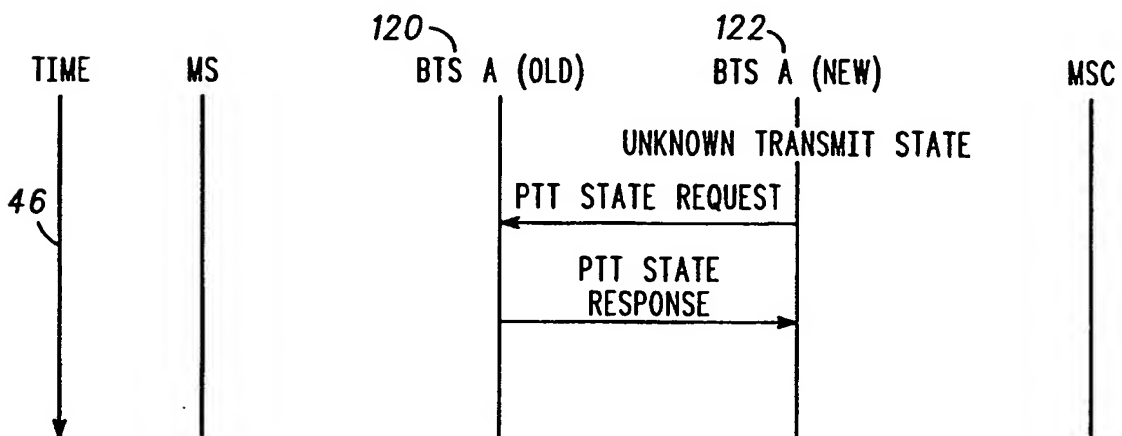 120
122
TIME
MS
BTS A (OLD)
BTS A (NEW)
MSC
UNKNOWN TRANSMIT STATE
PTT STATE REQUEST
46
PTT STATE
RESPONSE